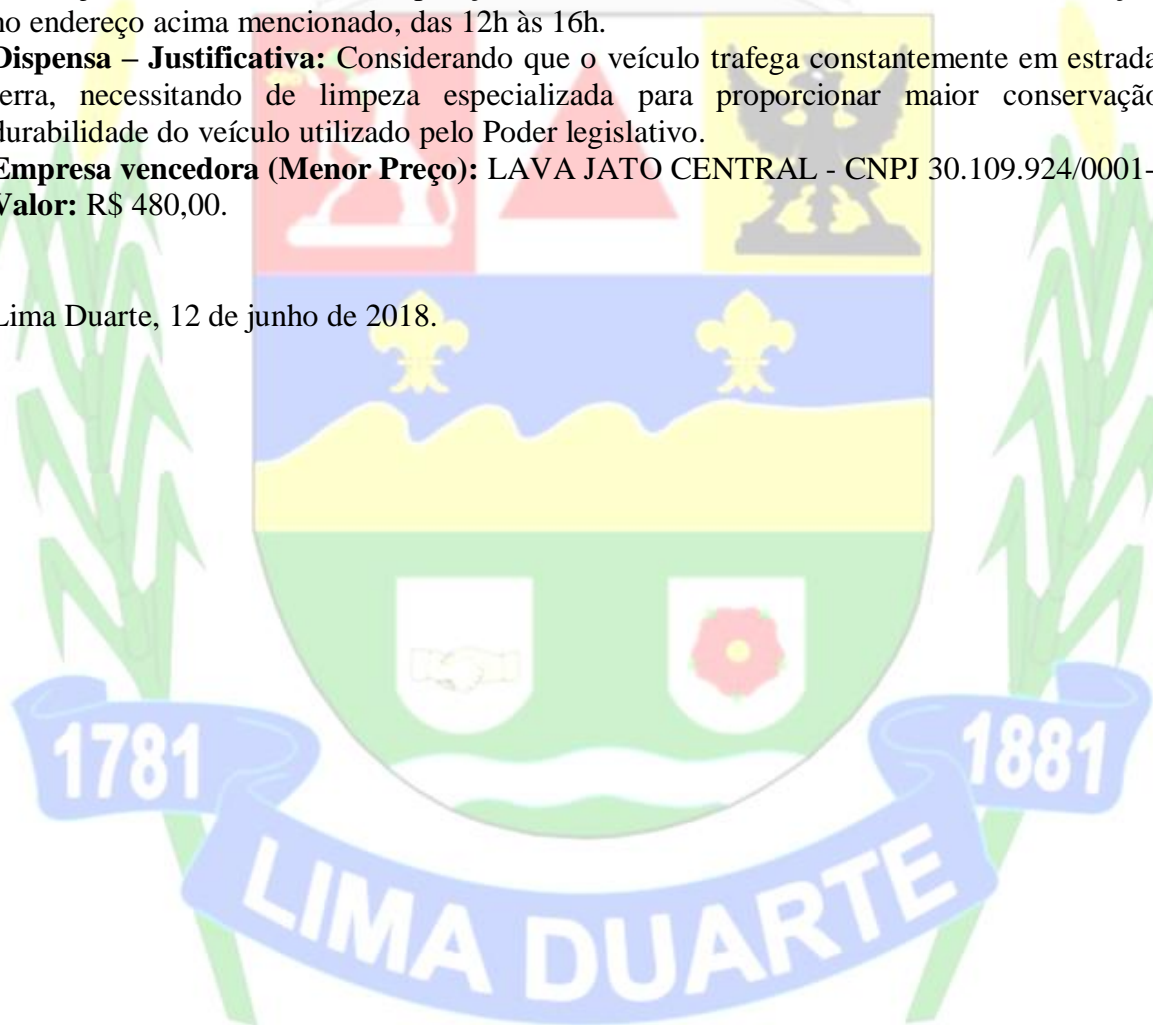 no endereço acima mencionado, das 12h às 16h.
Dispensa – Justificativa: Considerando que o veículo trafega constantemente em estrada
terra, necessitando de limpeza especializada para proporcionar maior conservação
durabilidade do veículo utilizado pelo Poder legislativo.
Empresa vencedora (Menor Preço): LAVA JATO CENTRAL - CNPJ 30.109.924/0001-
Valor: R$ 480,00.
Lima Duarte, 12 de junho de 2018.
1781
1881
LIMA DUARTE